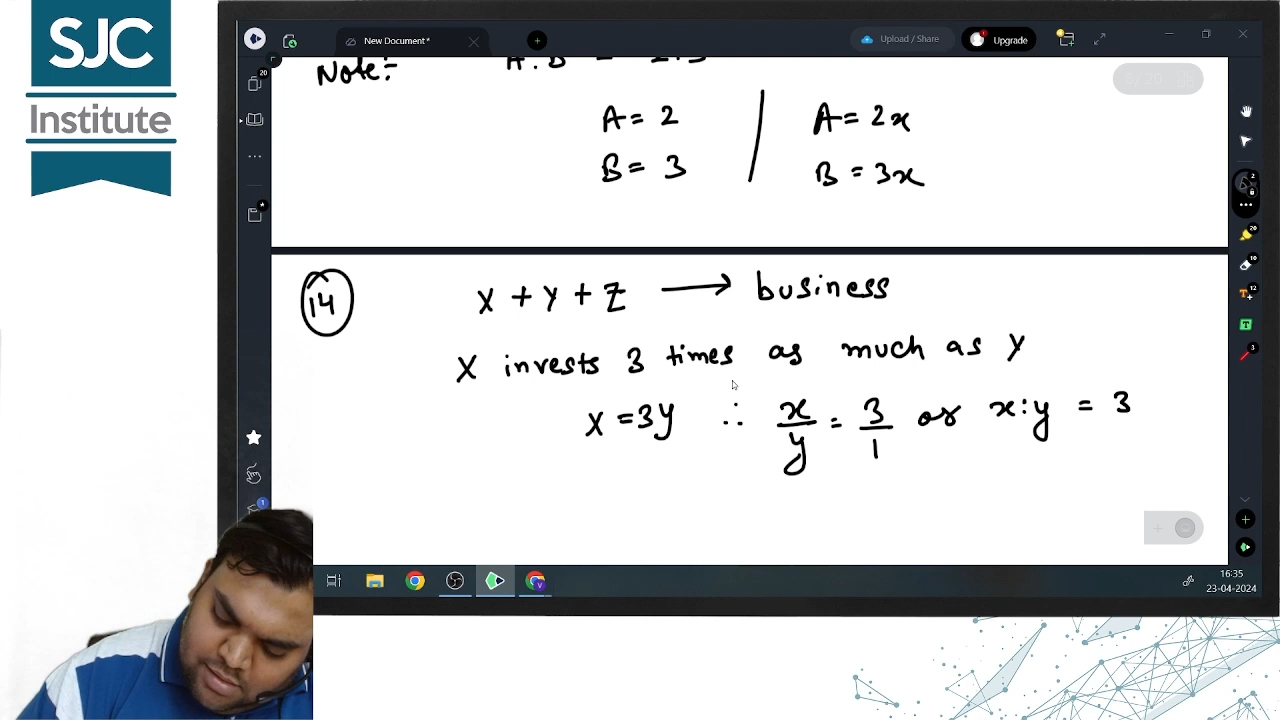 SJC
Institute
New Document*
Upload / Share
Upgrade
Note:-
A=2
B=3
A=2x
B=3x
14
X+Y+Z → business
X invests 3 times as much as Y
X=3y ∴ x/y = 3/1 or x:y = 3
16:35
23-04-2024